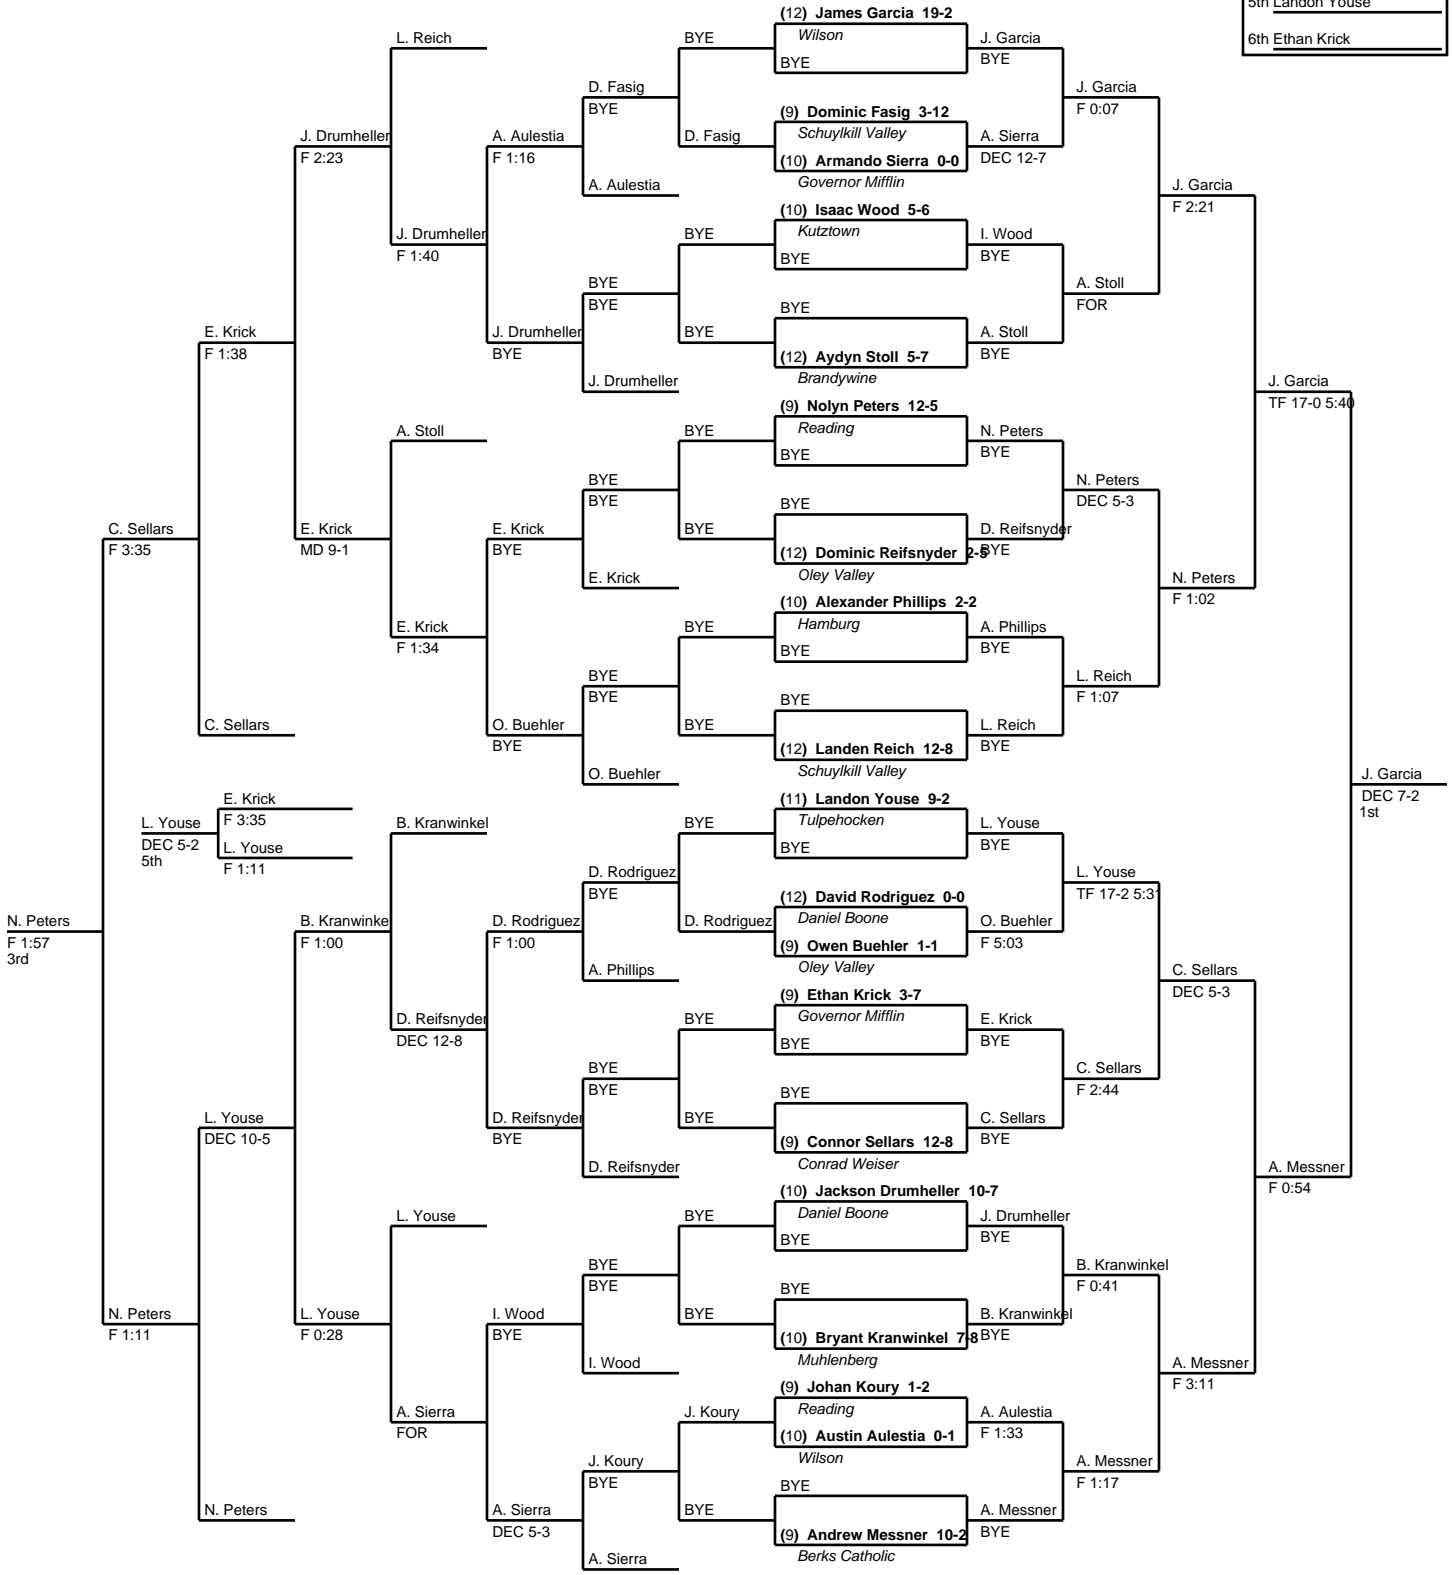 5th Landon Youse
6th Ethan Krick
(12) James Garcia 19-2
Wilson
BYE
(9) Dominic Fasig 3-12
Schuylkill Valley
(10) Armando Sierra 0-0
Governor Mifflin
(10) Isaac Wood 5-6
Kutztown
BYE
BYE
(12) Aydyn Stoll 5-7
Brandywine
(9) Nolyn Peters 12-5
Reading
BYE
BYE
(12) Dominic Reifsnyder 2-5
Oley Valley
(10) Alexander Phillips 2-2
Hamburg
BYE
BYE
(12) Landen Reich 12-8
Schuylkill Valley
(11) Landon Youse 9-2
Tulpehocken
BYE
(12) David Rodriguez 0-0
Daniel Boone
(9) Owen Buehler 1-1
Oley Valley
(9) Ethan Krick 3-7
Governor Mifflin
BYE
BYE
(9) Connor Sellars 12-8
Conrad Weiser
(10) Jackson Drumheller 10-7
Daniel Boone
BYE
BYE
(10) Bryant Kranwinkel 7-8
Muhlenberg
(9) Johan Koury 1-2
Reading
(10) Austin Aulestia 0-1
Wilson
BYE
(9) Andrew Messner 10-2
Berks Catholic
J. Garcia
BYE
A. Sierra
DEC 12-7
I. Wood
BYE
A. Stoll
BYE
N. Peters
BYE
D. Reifsnyder
BYE
A. Phillips
BYE
L. Reich
BYE
L. Youse
BYE
O. Buehler
F 5:03
E. Krick
BYE
C. Sellars
BYE
J. Drumheller
BYE
B. Kranwinkel
BYE
A. Aulestia
F 1:33
A. Messner
BYE
J. Garcia
F 0:07
A. Stoll
FOR
N. Peters
DEC 5-3
L. Reich
F 1:07
L. Youse
TF 17-2 5:31
C. Sellars
F 2:44
B. Kranwinkel
F 0:41
A. Messner
F 1:17
J. Garcia
F 2:21
N. Peters
F 1:02
C. Sellars
DEC 5-3
A. Messner
F 3:11
J. Garcia
TF 17-0 5:40
A. Messner
F 0:54
J. Garcia
DEC 7-2
1st
BYE
D. Fasig
BYE
BYE
BYE
BYE
BYE
BYE
BYE
D. Rodriguez
BYE
BYE
BYE
BYE
J. Koury
BYE
D. Fasig
BYE
A. Aulestia
BYE
BYE
J. Drumheller
BYE
BYE
E. Krick
BYE
BYE
O. Buehler
D. Rodriguez
BYE
A. Phillips
BYE
BYE
D. Reifsnyder
BYE
BYE
I. Wood
J. Koury
BYE
A. Sierra
A. Aulestia
F 1:16
J. Drumheller
BYE
E. Krick
BYE
O. Buehler
BYE
D. Rodriguez
F 1:00
D. Reifsnyder
BYE
I. Wood
BYE
A. Sierra
DEC 5-3
L. Reich
J. Drumheller
F 1:40
A. Stoll
E. Krick
F 1:34
B. Kranwinkel
D. Reifsnyder
DEC 12-8
L. Youse
A. Sierra
FOR
J. Drumheller
F 2:23
E. Krick
MD 9-1
B. Kranwinke
F 1:00
L. Youse
F 0:28
E. Krick
F 1:38
C. Sellars
L. Youse
DEC 10-5
N. Peters
C. Sellars
F 3:35
N. Peters
F 1:11
N. Peters
F 1:57
3rd
E. Krick
F 3:35
L. Youse
F 1:11
L. Youse
DEC 5-2
5th